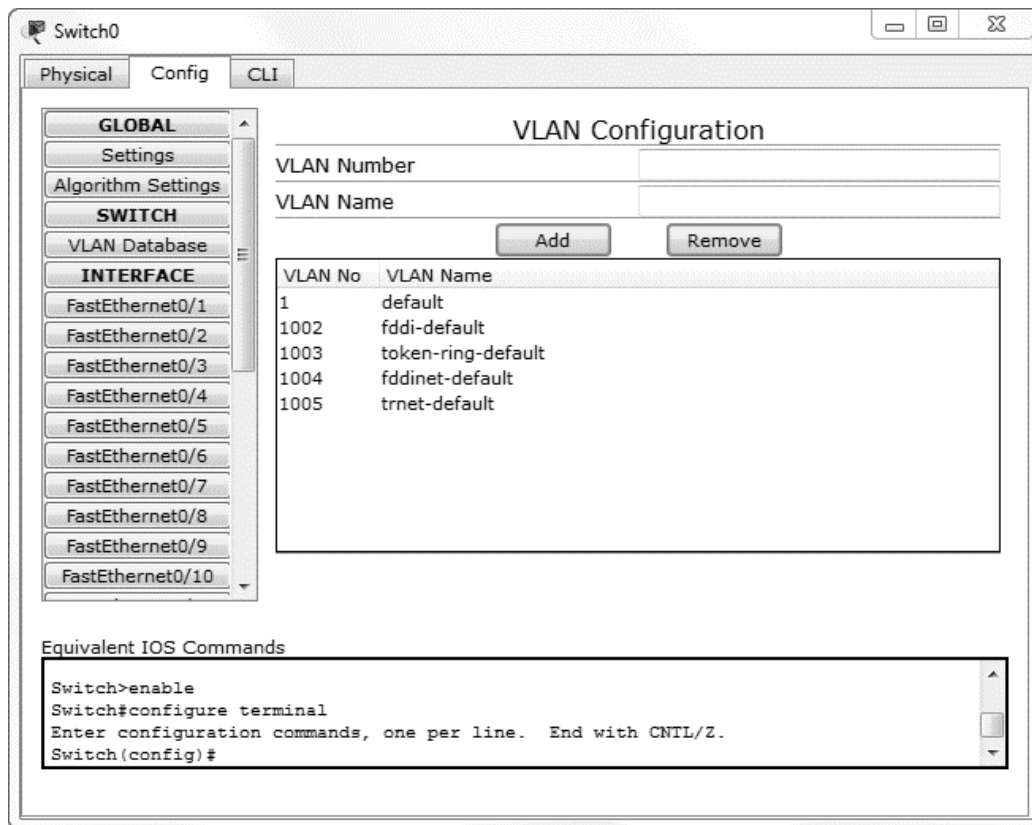 Switch0
Physical Config CLI
GLOBAL
Settings
Algorithm Settings
SWITCH
VLAN Database
INTERFACE
FastEthernet0/1
FastEthernet0/2
FastEthernet0/3
FastEthernet0/4
FastEthernet0/5
FastEthernet0/6
FastEthernet0/7
FastEthernet0/8
FastEthernet0/9
FastEthernet0/10
VLAN Configuration
VLAN Number
VLAN Name
Add Remove
VLAN No VLAN Name
1 default
1002 fddi-default
1003 token-ring-default
1004 fddinet-default
1005 trnet-default
Equivalent IOS Commands
Switch>enable
Switch#configure terminal
Enter configuration commands, one per line. End with CNTL/Z.
Switch(config)#